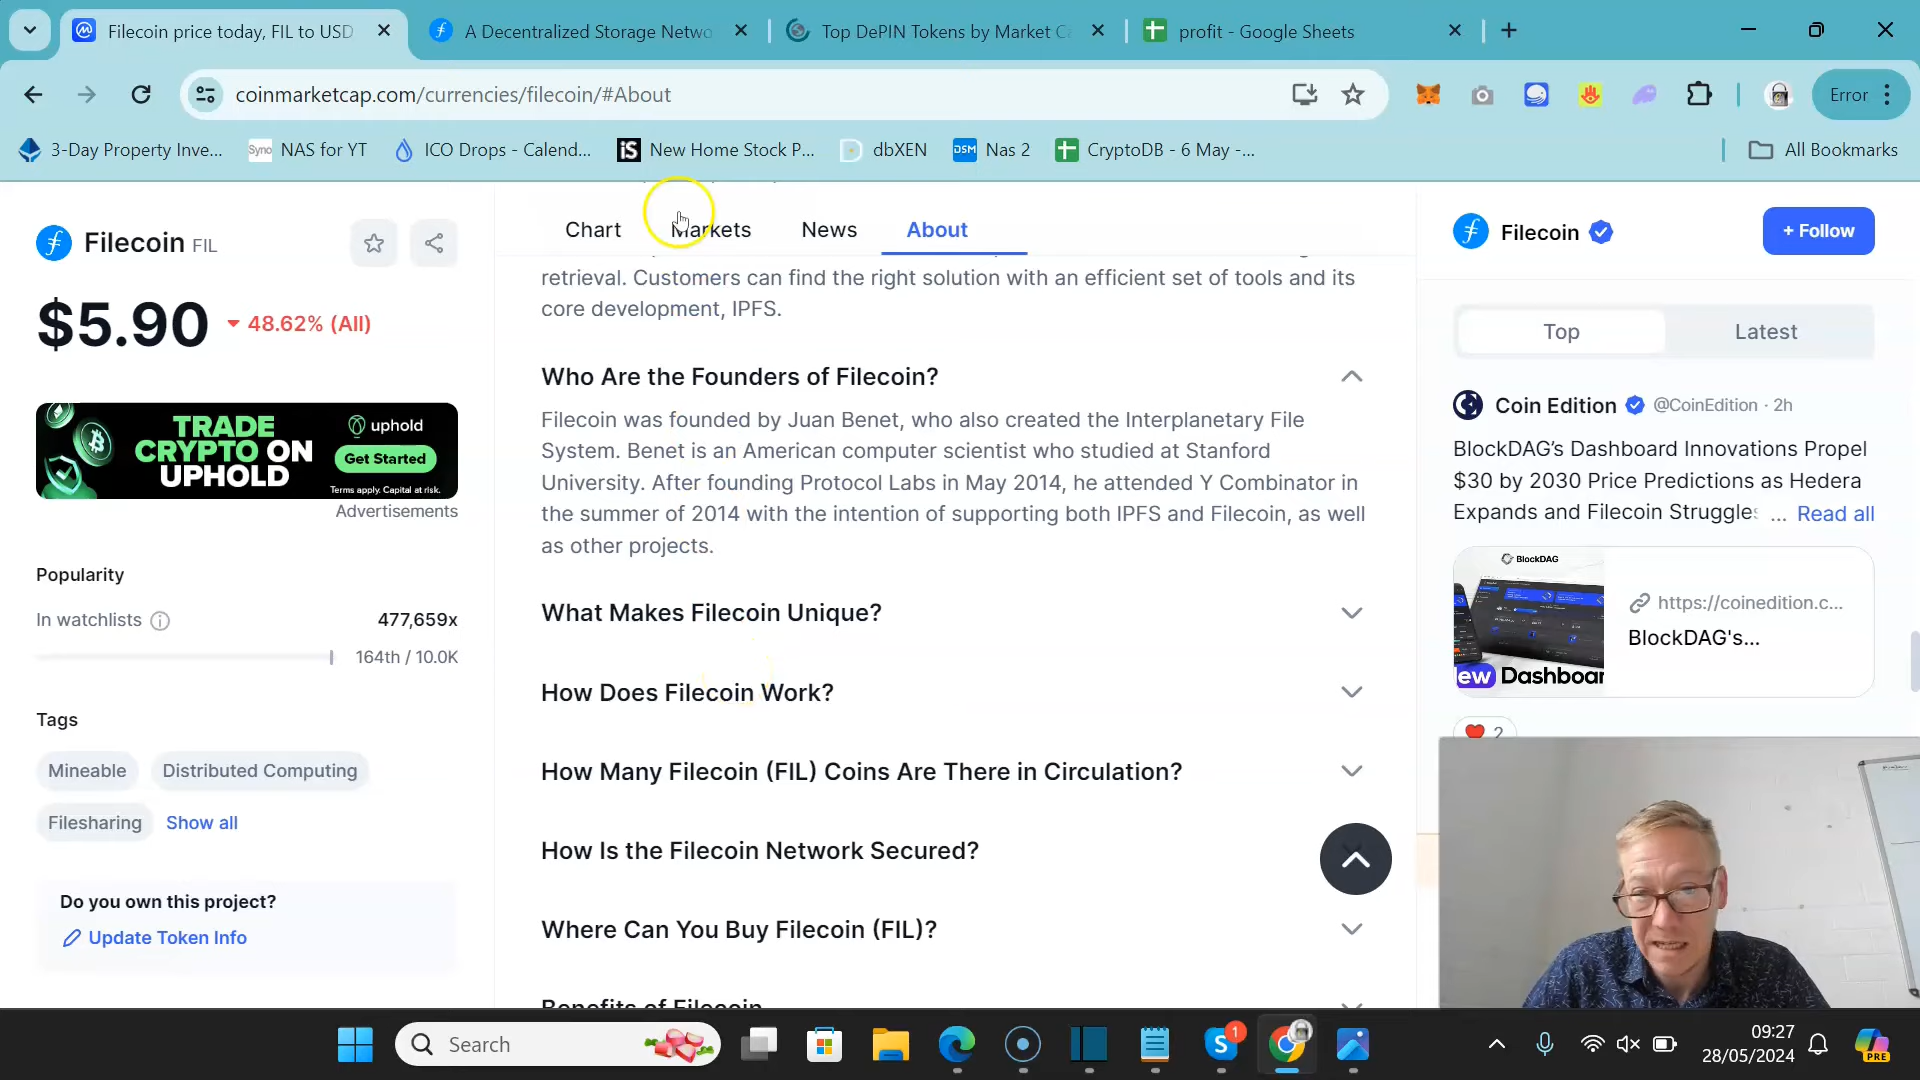 Filecoin price today, FIL to USD
A Decentralized Storage Netwo
Top DePIN Tokens by Market Ca
profit - Google Sheets
coinmarketcap.com/currencies/filecoin/#About
Error
3-Day Property Inve...
Syno
NAS for YT
ICO Drops - Calend...
iS
New Home Stock P...
dbXEN
DSM
Nas 2
CryptoDB - 6 May -...
All Bookmarks
Filecoin FIL
$5.90
48.62% (All)
TRADE
CRYPTO ON
UPHOLD
uphold
Get Started
Terms apply. Capital at risk.
Advertisements
Popularity
In watchlists
477,659x
164th / 10.0K
Tags
Mineable
Distributed Computing
Filesharing
Show all
Do you own this project?
Update Token Info
Chart
Markets
News
About
retrieval. Customers can find the right solution with an efficient set of tools and its
core development, IPFS.
Who Are the Founders of Filecoin?
Filecoin was founded by Juan Benet, who also created the Interplanetary File
System. Benet is an American computer scientist who studied at Stanford
University. After founding Protocol Labs in May 2014, he attended Y Combinator in
the summer of 2014 with the intention of supporting both IPFS and Filecoin, as well
as other projects.
What Makes Filecoin Unique?
How Does Filecoin Work?
How Many Filecoin (FIL) Coins Are There in Circulation?
How Is the Filecoin Network Secured?
Where Can You Buy Filecoin (FIL)?
Benefits of Filecoin
Filecoin
+ Follow
Top
Latest
Coin Edition @CoinEdition · 2h
BlockDAG’s Dashboard Innovations Propel
$30 by 2030 Price Predictions as Hedera
Expands and Filecoin Struggles ... Read all
BlockDAG
ew Dashboar
https://coinedition.c...
BlockDAG's...
2
Search
1
09:27
28/05/2024
PRE